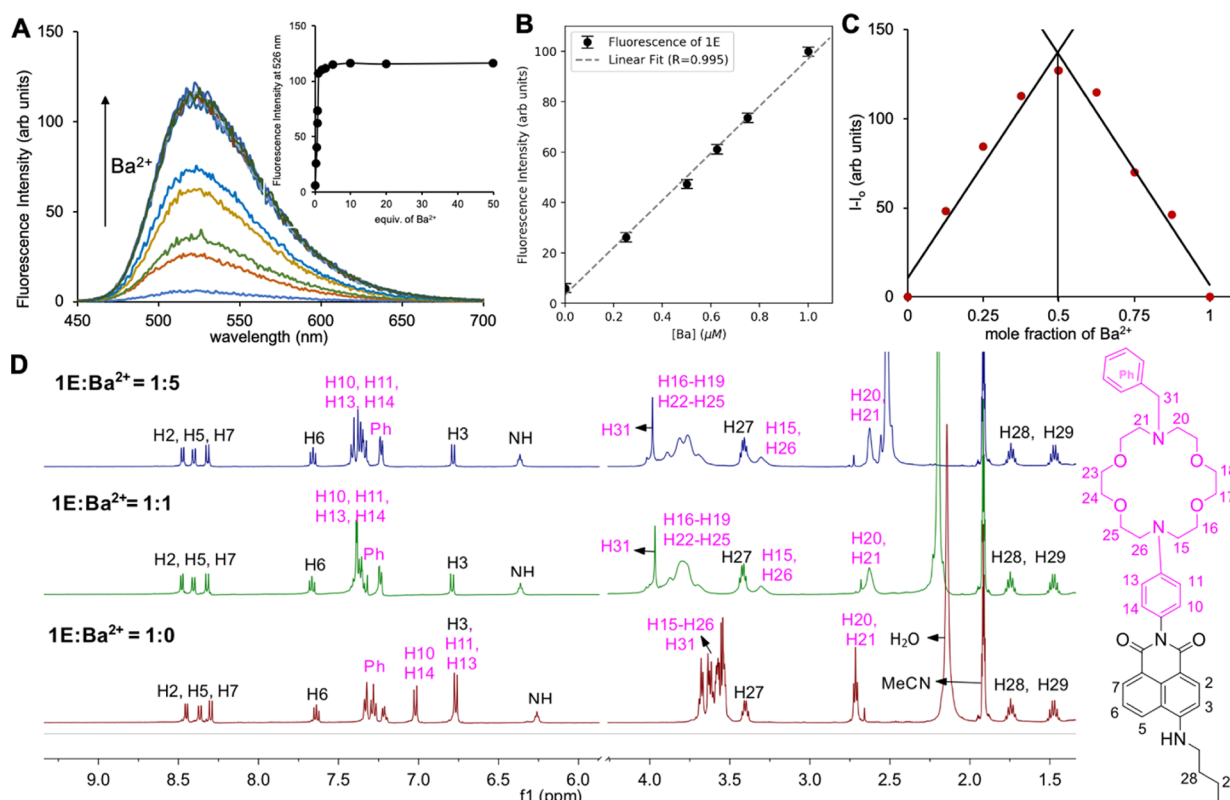 A
Fluorescence Intensity (arb units)
150
100
50
0
450
500
550
600
650
700
wavelength (nm)
Ba²⁺
Fluorescence Intensity at 526 nm
150
100
50
0
0
10
20
30
40
50
equiv. of Ba²⁺
B
Fluorescence Intensity (arb units)
100
80
60
40
20
0
0.0
0.2
0.4
0.6
0.8
1.0
[Ba] (μM)
Fluorescence of 1E
Linear Fit (R=0.995)
C
I-I₀ (arb units)
150
100
50
0
0
0.25
0.5
0.75
1
mole fraction of Ba²⁺
D
1E:Ba²⁺ = 1:5
H2, H5, H7
H6
H10, H11,
H13, H14
Ph
H3
NH
H31
H16-H19
H22-H25
H27
H15,
H26
H20,
H21
H28, H29
1E:Ba²⁺= 1:1
H2, H5, H7
H6
H10, H11,
H13, H14
Ph
H3
NH
H31
H16-H19
H22-H25
H27
H15,
H26
H20,
H21
H28, H29
1E:Ba²⁺ = 1:0
H2, H5, H7
H6
Ph
H10
H14
H3,
H11,
H13
NH
H15-H26
H31
H27
H20,
H21
H₂O
MeCN
H28, H29
9.0
8.5
8.0
7.5
7.0
6.5
6.0
4.0
3.5
3.0
2.5
2.0
1.5
f1 (ppm)
Ph
31
21
20
N
O
O
23
18
24
17
O
O
25
16
N
26
15
13
11
14
10
O
N
O
7
2
6
3
5
HN
28